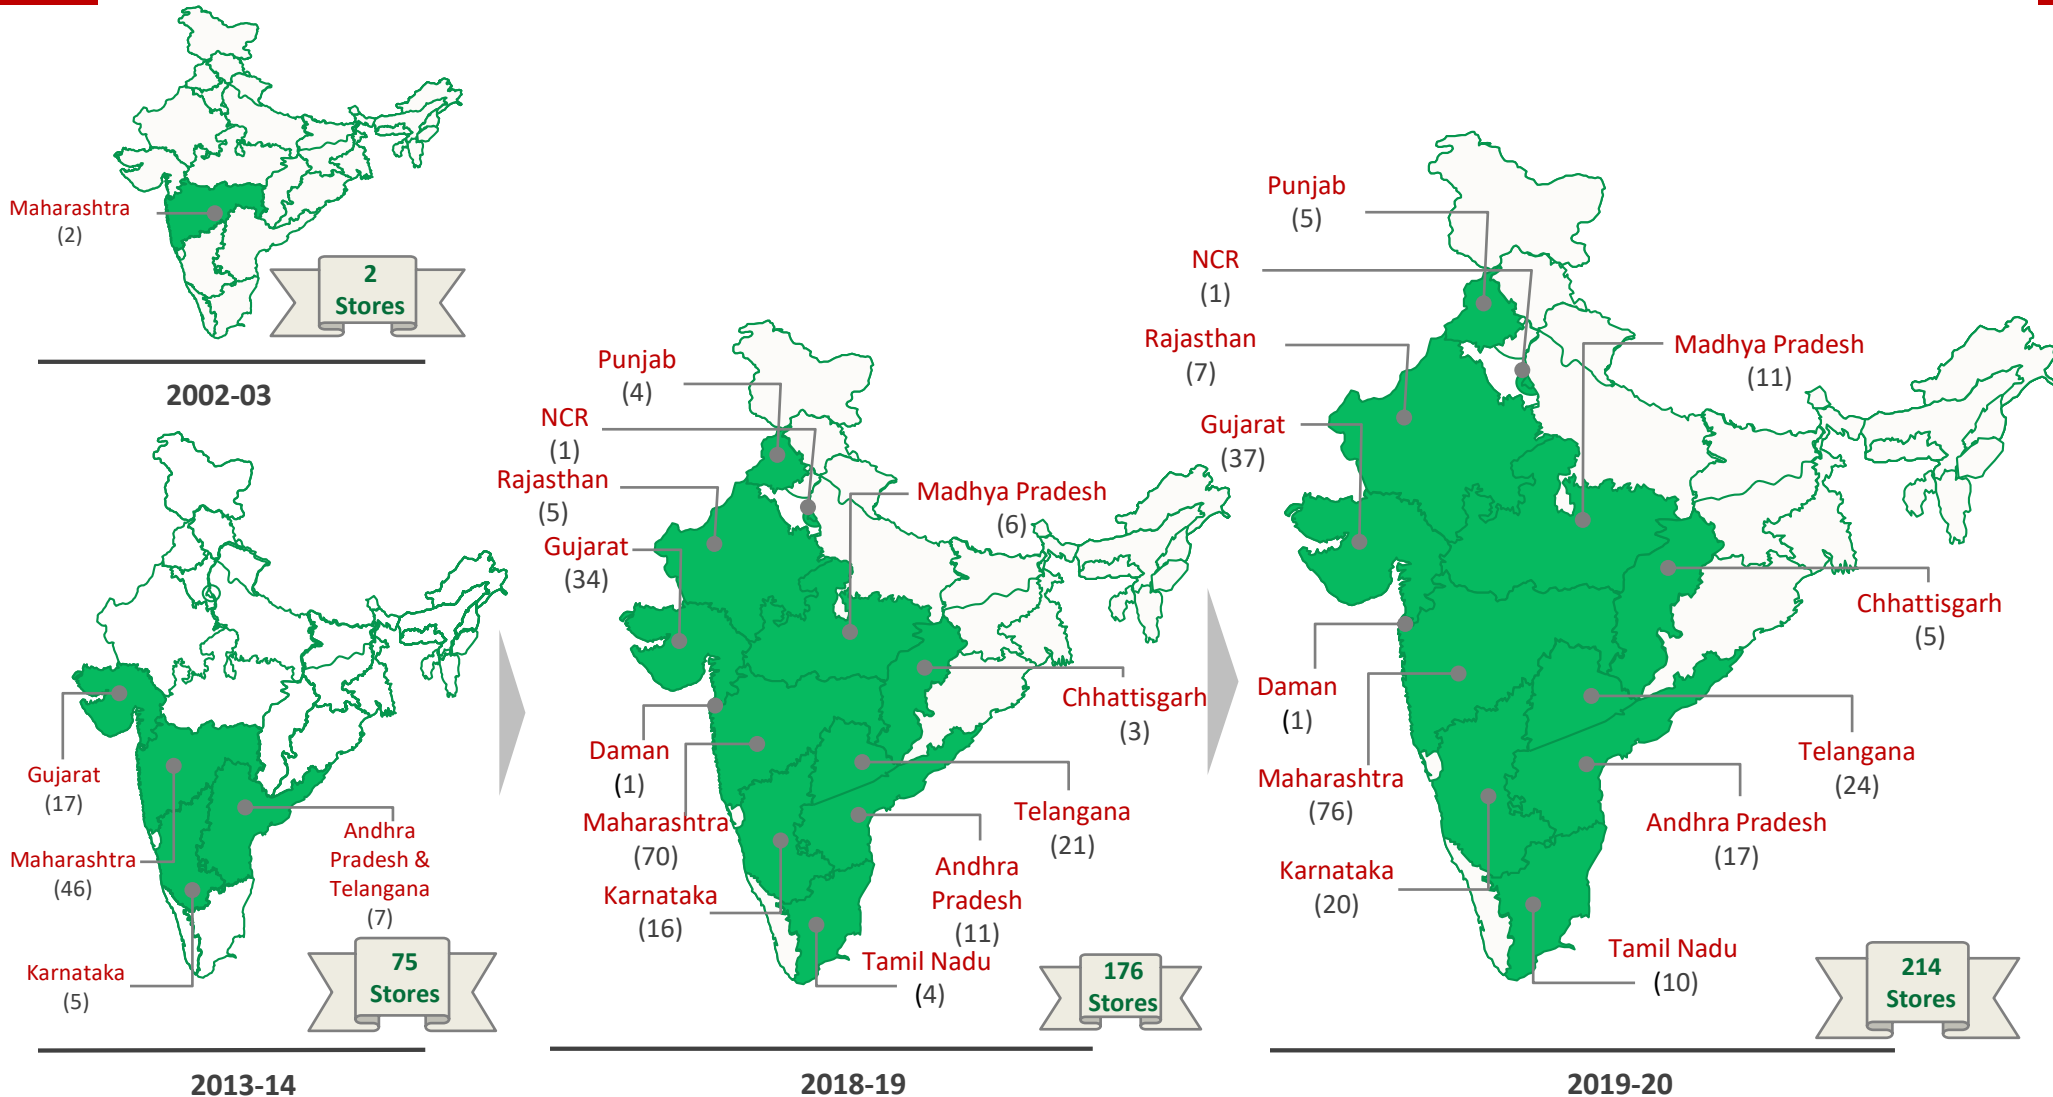 Maharashtra
(2)
2
Stores
2002-03
Gujarat
(17)
Maharashtra
(46)
Karnataka
(5)
Andhra
Pradesh &
Telangana
(7)
75
Stores
2013-14
Punjab
(4)
NCR
(1)
Rajasthan
(5)
Gujarat
(34)
Madhya Pradesh
(6)
Chhattisgarh
(3)
Daman
(1)
Maharashtra
(70)
Karnataka
(16)
Telangana
(21)
Andhra
Pradesh
(11)
Tamil Nadu
(4)
176
Stores
2018-19
Punjab
(5)
NCR
(1)
Rajasthan
(7)
Gujarat
(37)
Madhya Pradesh
(11)
Chhattisgarh
(5)
Daman
(1)
Maharashtra
(76)
Karnataka
(20)
Telangana
(24)
Andhra Pradesh
(17)
Tamil Nadu
(10)
214
Stores
2019-20